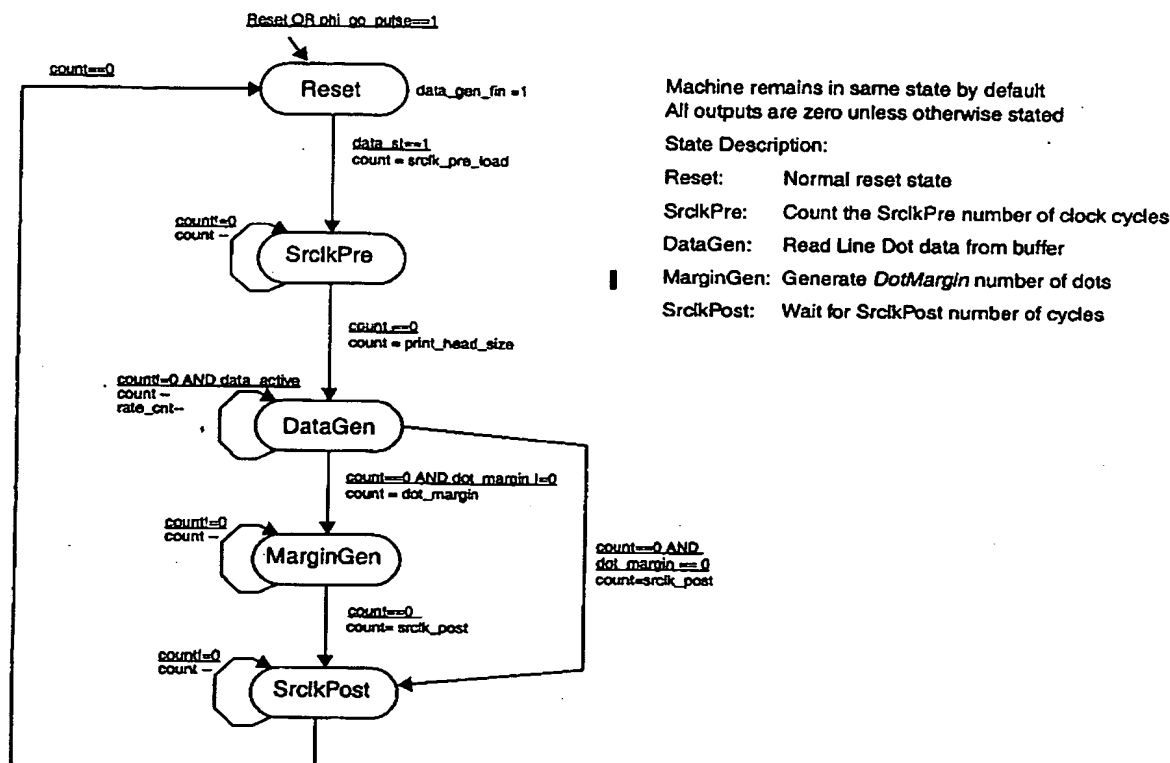 Reset OR phi_go_pulse==1
count==0
Reset
data_gen_fin =1
data_st==1
count = srclk_pre_load
count!=0
count --
SrclkPre
count ==0
count = print_head_size
count!=0 AND data_active
count --
rate_cnt--
DataGen
count==0 AND dot_margin !=0
count = dot_margin
count!=0
count --
MarginGen
count==0 AND
dot_margin == 0
count=srclk_post
count==0
count= srclk_post
count!=0
count --
SrclkPost
Machine remains in same state by default
All outputs are zero unless otherwise stated
State Description:
Reset: Normal reset state
SrclkPre: Count the SrclkPre number of clock cycles
DataGen: Read Line Dot data from buffer
MarginGen: Generate DotMargin number of dots
SrclkPost: Wait for SrclkPost number of cycles